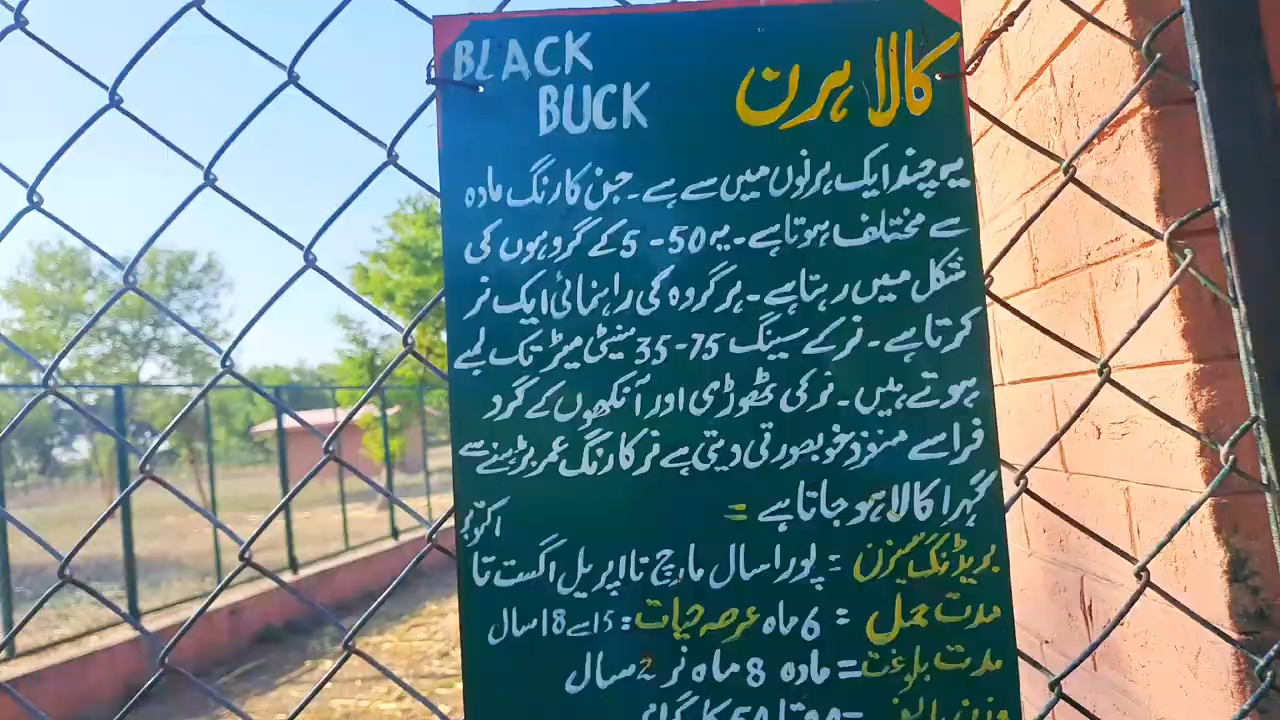 BLACK
BUCK
کالا ہرن
یہ چند ایک ہرنوں میں سے ہے۔ جن کا رنگ مادہ
سے مختلف ہوتا ہے۔ یہ 50-5 کے گروہوں کی
شکل میں رہتا ہے۔ ہر گروہ کی راہنمائی ایک نر
کرتا ہے۔ نر کے سینگ 75-35 سینٹی میٹر تک لمبے
ہوتے ہیں۔ نر کی ٹھوڑی اور آنکھوں کے گرد
فر اسے منفرد خوبصورتی دیتی ہے نر کا رنگ عمر بڑہنے سے
گہرا کالا ہو جاتا ہے =
بریڈنگ سیزن : پورا سال مارچ تا اپریل اگست تا اکتوبر
مدت حمل : 6 ماہ عرصہ حیات : 15 سے 18 سال
مدت بلوغت = مادہ 8 ماہ نر 2 سال
وزن بالغ =